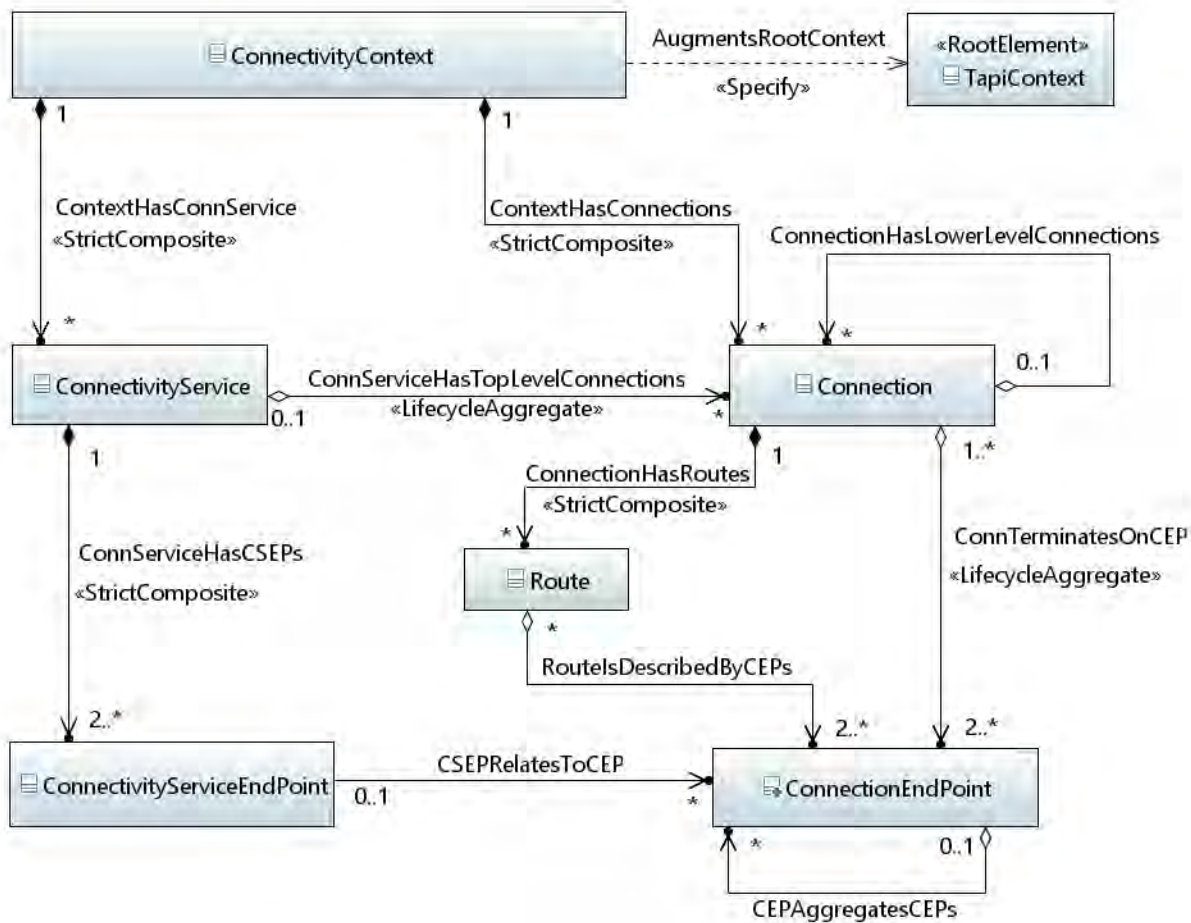 AugmentsRootContext
«RootElement»
ConnectivityContext
TapiContext
«Specify»
1
1
ContextHasConnService
«StrictComposite»
ContextHasConnections
«StrictComposite»
ConnectionHasLowerLevelConnections
*
*
*
0..1
ConnectivityService
ConnServiceHasTopLevelConnections
Connection
0..1
«LifecycleAggregate»
*
1
1
1..*
ConnectionHasRoutes
«StrictComposite»
*
ConnServiceHasCSEPs
«StrictComposite»
ConnTerminatesOnCEP
«LifecycleAggregate»
Route
*
RouteIsDescribedByCEPs
2..*
2..*
2..*
ConnectivityServiceEndPoint
CSEPRelatesToCEP
ConnectionEndPoint
0..1
*
*
0..1
CEPAggregatesCEPs